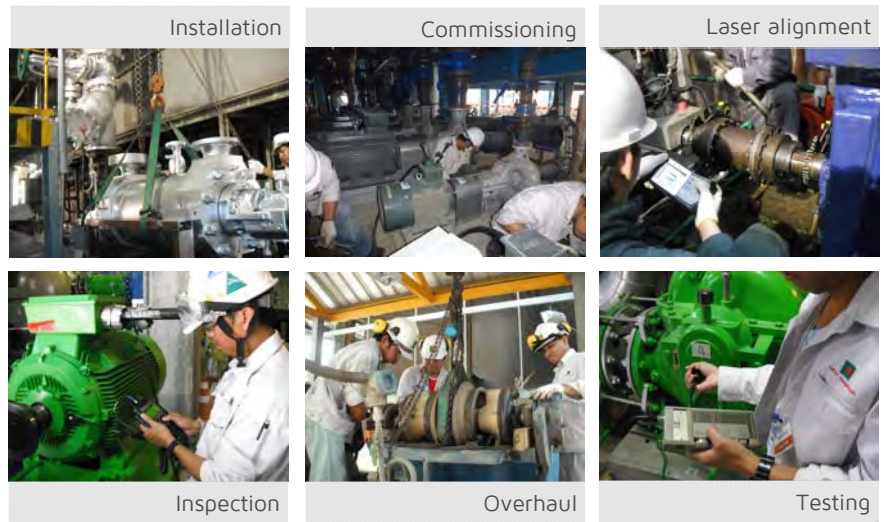 Installation
Commissioning
Laser alignment
Inspection
Overhaul
Testing